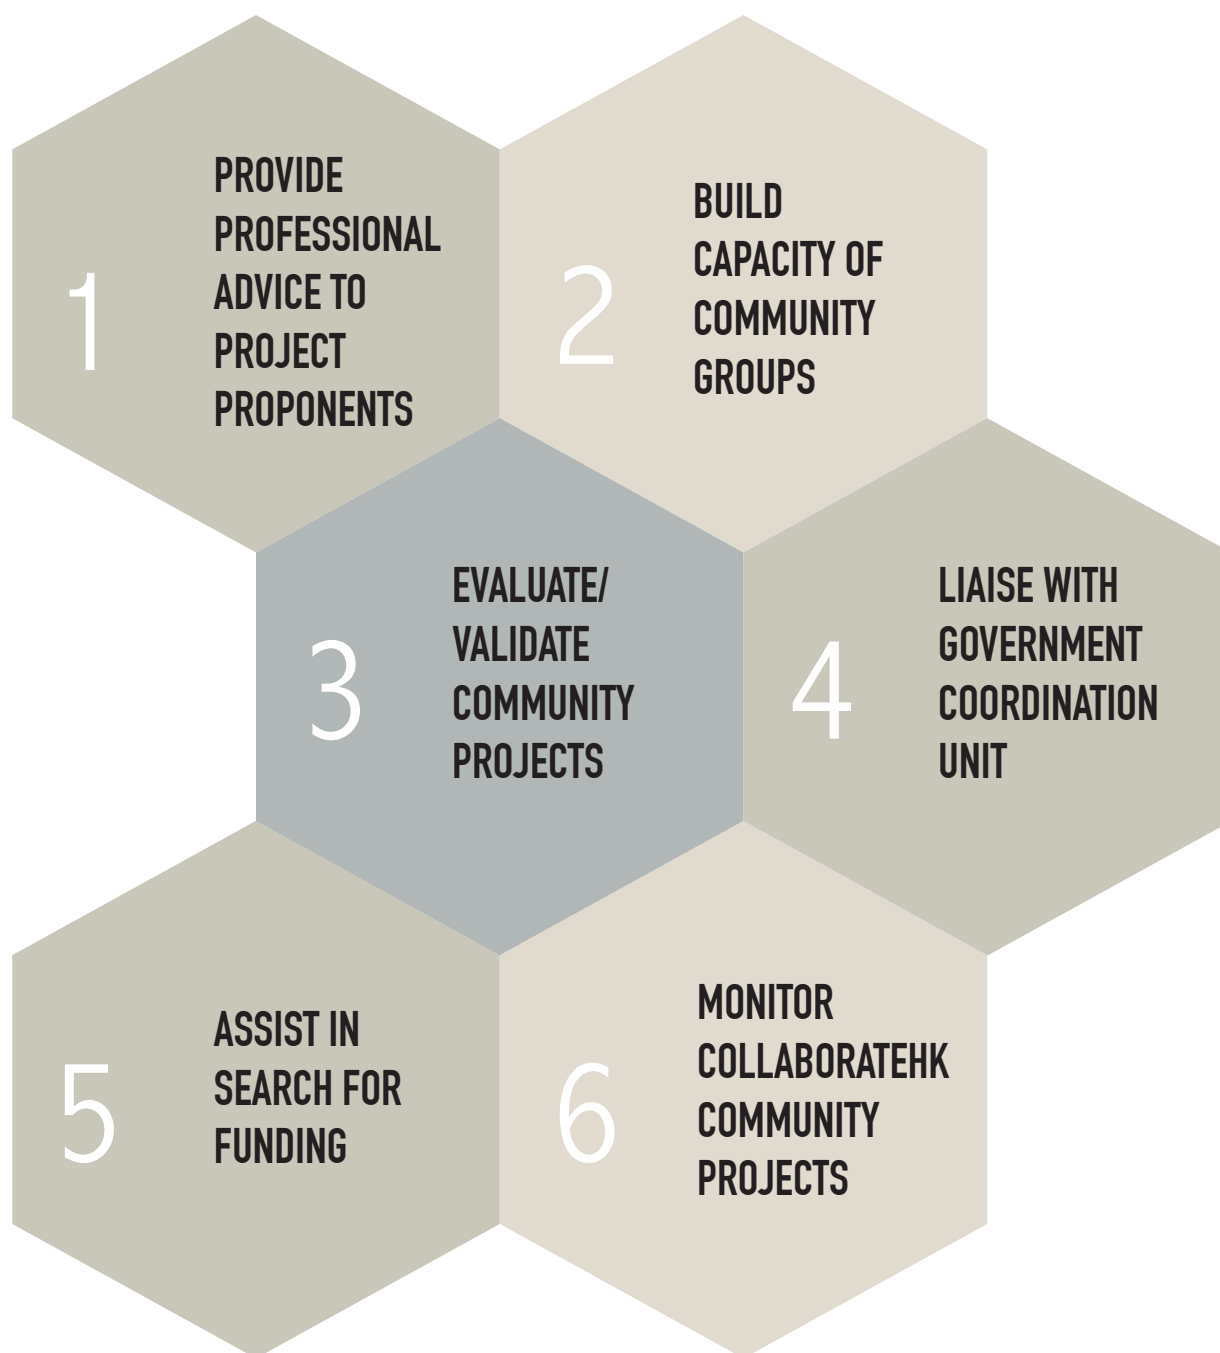 1
PROVIDE
PROFESSIONAL
ADVICE TO
PROJECT
PROPONENTS
2
BUILD
CAPACITY OF
COMMUNITY
GROUPS
3
EVALUATE/
VALIDATE
COMMUNITY
PROJECTS
4
LIAISE WITH
GOVERNMENT
COORDINATION
UNIT
5
ASSIST IN
SEARCH FOR
FUNDING
6
MONITOR
COLLABORATEHK
COMMUNITY
PROJECTS